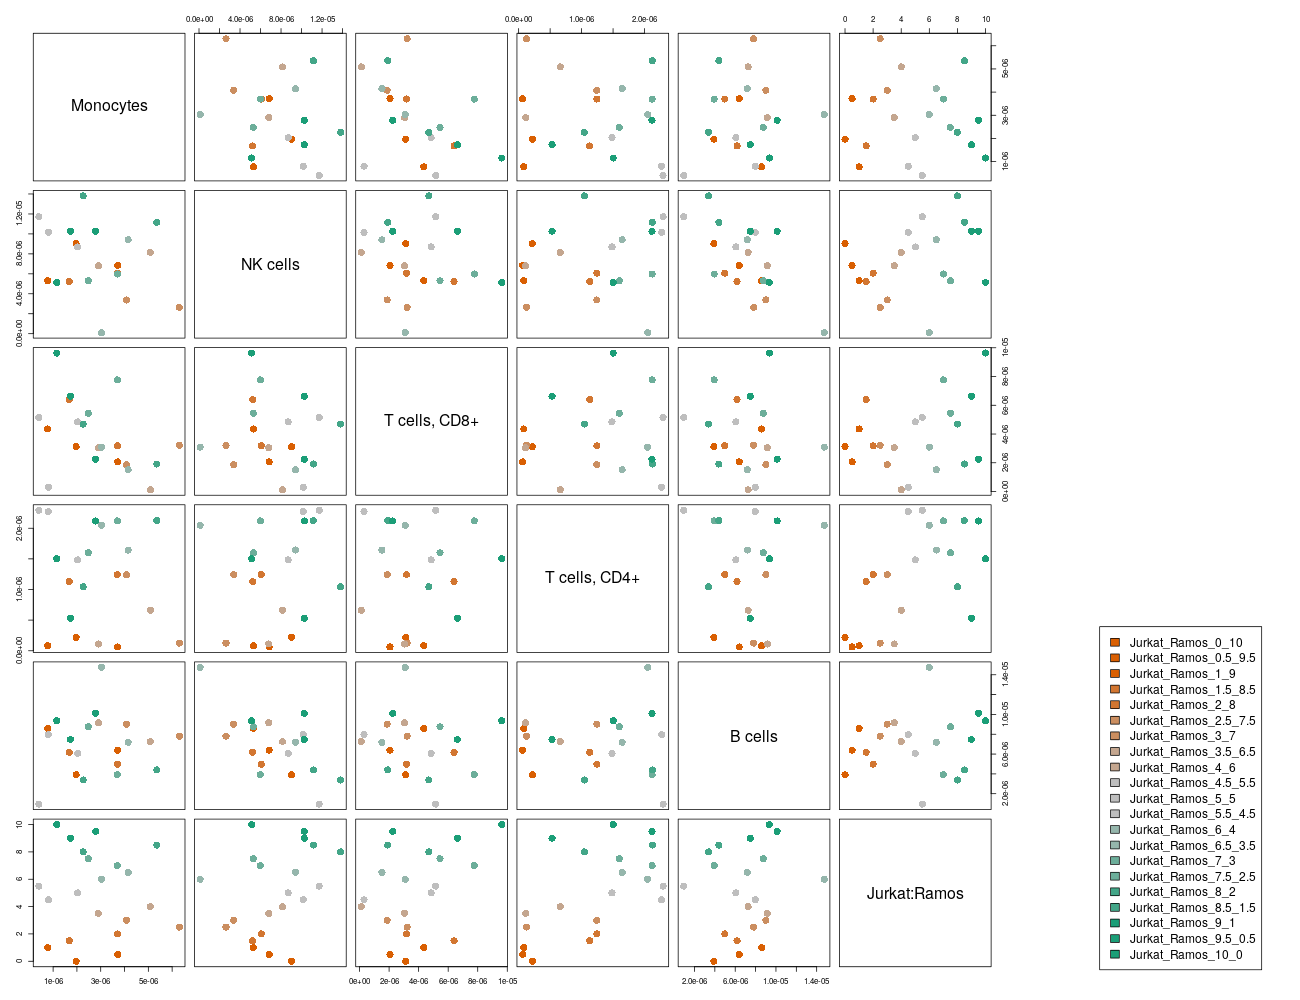 0.0e+00 4.0e-06 8.0e-06 1.2e-05
0.0e+00 1.0e-06 2.0e-06
0 2 4 6 8 10
Monocytes
1e-06 3e-06 5e-06
0.0e+00 4.0e-06 8.0e-06 1.2e-05
NK cells
T cells, CD8+
0e+00 2e-06 4e-06 6e-06 8e-06 1e-05
0.0e+00 1.0e-06 2.0e-06
T cells, CD4+
B cells
2.0e-06 6.0e-06 1.0e-05 1.4e-05
0 2 4 6 8 10
Jurkat:Ramos
1e-06 3e-06 5e-06
0e+00 2e-06 4e-06 6e-06 8e-06 1e-05
2.0e-06 6.0e-06 1.0e-05 1.4e-05
Jurkat_Ramos_0_10
Jurkat_Ramos_0.5_9.5
Jurkat_Ramos_1_9
Jurkat_Ramos_1.5_8.5
Jurkat_Ramos_2_8
Jurkat_Ramos_2.5_7.5
Jurkat_Ramos_3_7
Jurkat_Ramos_3.5_6.5
Jurkat_Ramos_4_6
Jurkat_Ramos_4.5_5.5
Jurkat_Ramos_5_5
Jurkat_Ramos_5.5_4.5
Jurkat_Ramos_6_4
Jurkat_Ramos_6.5_3.5
Jurkat_Ramos_7_3
Jurkat_Ramos_7.5_2.5
Jurkat_Ramos_8_2
Jurkat_Ramos_8.5_1.5
Jurkat_Ramos_9_1
Jurkat_Ramos_9.5_0.5
Jurkat_Ramos_10_0